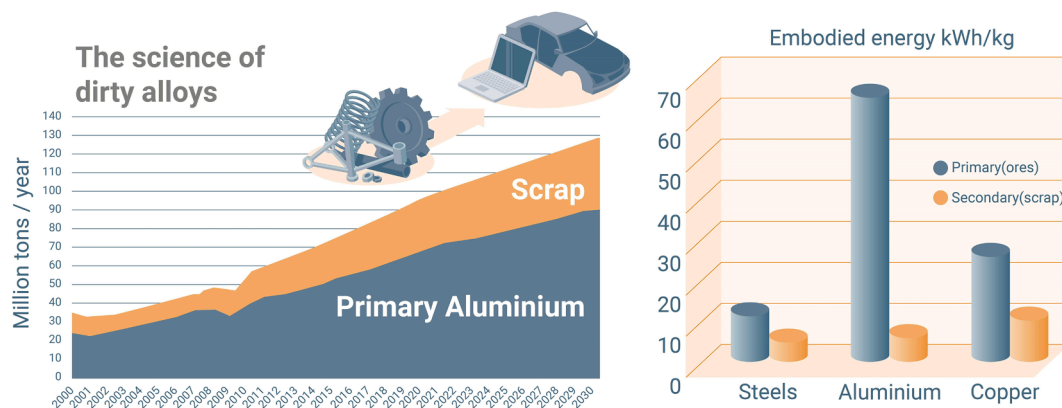 The science of
dirty alloys
Million tons / year
140
130
120
110
100
90
80
70
60
50
40
30
20
10
0
Scrap
Primary Aluminium
2000 2001 2002 2003 2004 2005 2006 2007 2008 2009 2010 2011 2012 2013 2014 2015 2016 2017 2018 2019 2020 2021 2022 2023 2024 2025 2026 2027 2028 2029 2030
Embodied energy kWh/kg
70
60
50
40
30
20
10
0
Primary(ores)
Secondary(scrap)
Steels Aluminium Copper